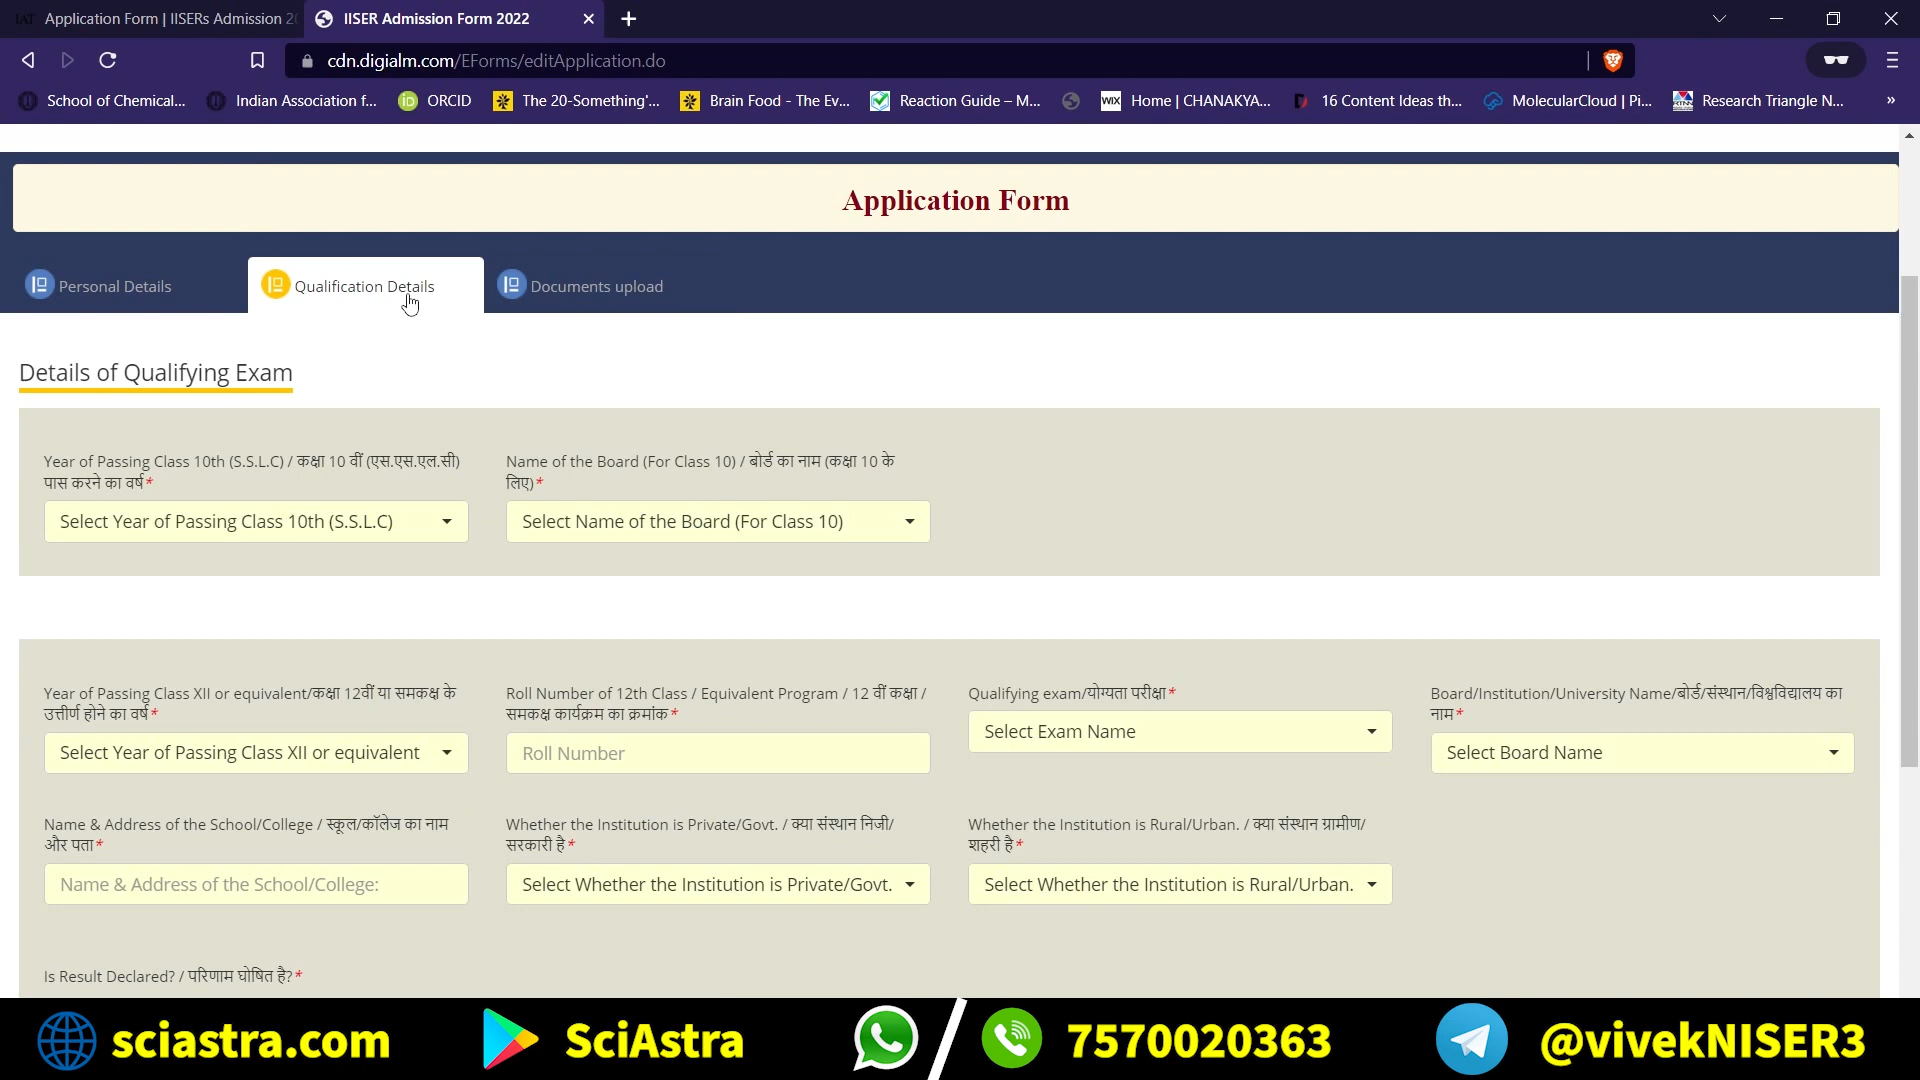 Application Form | IISERs Admission 20
IISER Admission Form 2022
cdn.digialm.com/EForms/editApplication.do
School of Chemical...
Indian Association f...
ORCID
The 20-Something'...
Brain Food - The Ev...
Reaction Guide – M...
Home | CHANAKYA...
16 Content Ideas th...
MolecularCloud | Pi...
Research Triangle N...
»
Application Form
Personal Details
Qualification Details
Documents upload
Details of Qualifying Exam
Year of Passing Class 10th (S.S.L.C) / कक्षा 10 वीं (एस.एस.एल.सी)
पास करने का वर्ष*
Select Year of Passing Class 10th (S.S.L.C)
Name of the Board (For Class 10) / बोर्ड का नाम (कक्षा 10 के
लिए)*
Select Name of the Board (For Class 10)
Year of Passing Class XII or equivalent/कक्षा 12वीं या समकक्ष के
उत्तीर्ण होने का वर्ष*
Select Year of Passing Class XII or equivalent
Roll Number of 12th Class / Equivalent Program / 12 वीं कक्षा /
समकक्ष कार्यक्रम का क्रमांक*
Roll Number
Qualifying exam/योग्यता परीक्षा*
Select Exam Name
Board/Institution/University Name/बोर्ड/संस्थान/विश्वविद्यालय का
नाम*
Select Board Name
Name & Address of the School/College / स्कूल/कॉलेज का नाम
और पता*
Name & Address of the School/College:
Whether the Institution is Private/Govt. / क्या संस्थान निजी/
सरकारी है*
Select Whether the Institution is Private/Govt.
Whether the Institution is Rural/Urban. / क्या संस्थान ग्रामीण/
शहरी है*
Select Whether the Institution is Rural/Urban.
Is Result Declared? / परिणाम घोषित है?*
sciastra.com
SciAstra
7570020363
@vivekNISER3